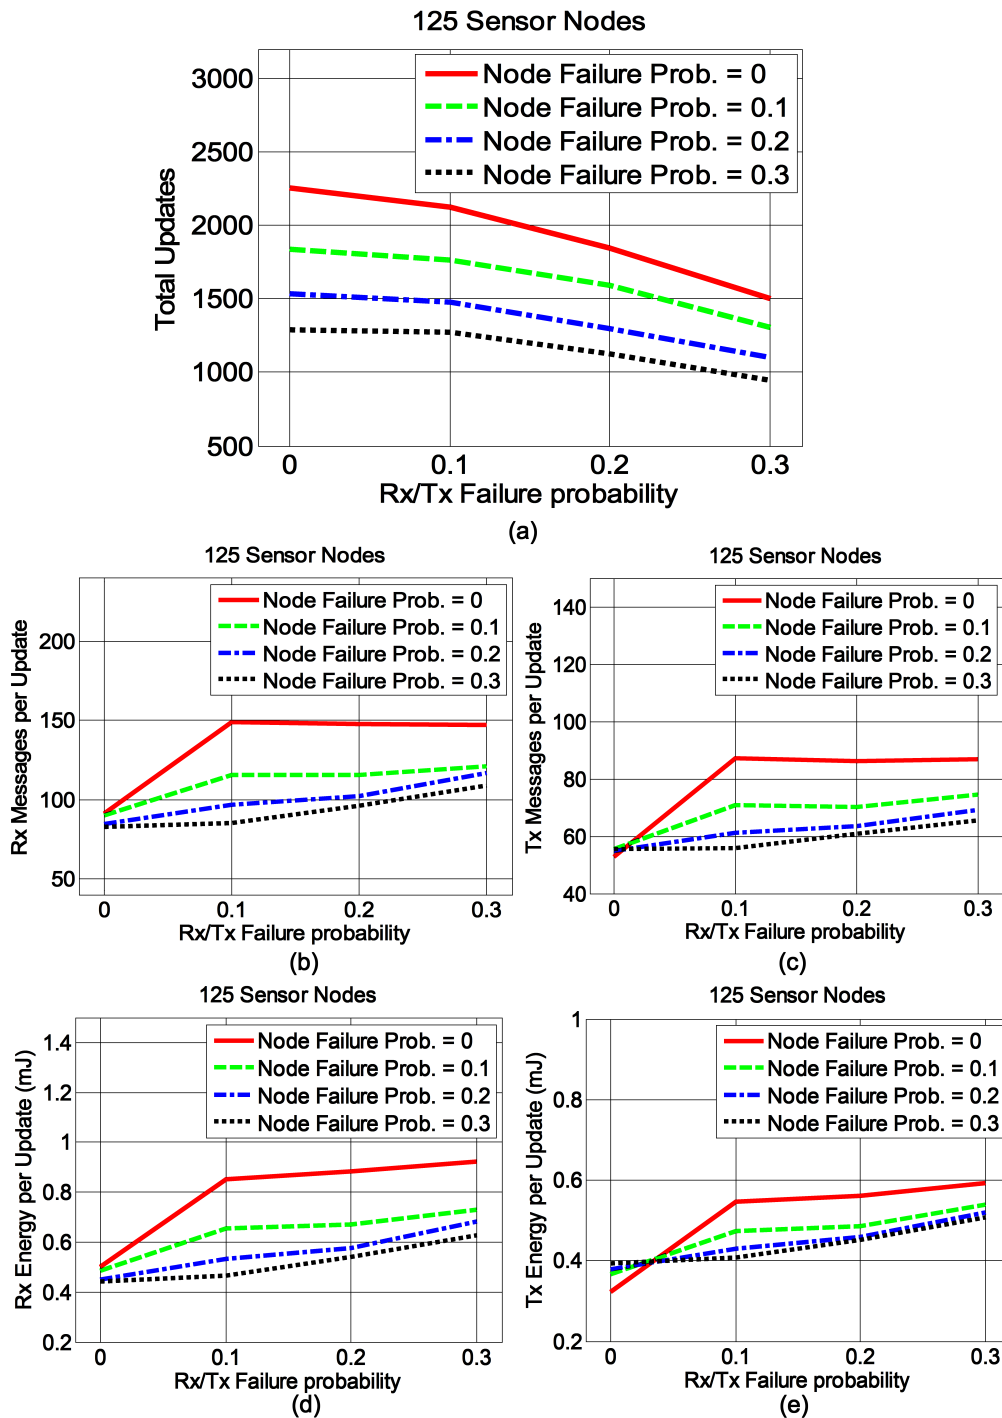 125 Sensor Nodes
Node Failure Prob. = 0
Node Failure Prob. = 0.1
Node Failure Prob. = 0.2
Node Failure Prob. = 0.3
3000
2500
2000
1500
1000
500
Total Updates
0 0.1 0.2 0.3
Rx/Tx Failure probability
(a)
125 Sensor Nodes
Node Failure Prob. = 0
Node Failure Prob. = 0.1
Node Failure Prob. = 0.2
Node Failure Prob. = 0.3
200
150
100
50
Rx Messages per Update
0 0.1 0.2 0.3
Rx/Tx Failure probability
(b)
125 Sensor Nodes
Node Failure Prob. = 0
Node Failure Prob. = 0.1
Node Failure Prob. = 0.2
Node Failure Prob. = 0.3
140
120
100
80
60
40
Tx Messages per Update
0 0.1 0.2 0.3
Rx/Tx Failure probability
(c)
125 Sensor Nodes
Node Failure Prob. = 0
Node Failure Prob. = 0.1
Node Failure Prob. = 0.2
Node Failure Prob. = 0.3
1.4
1.2
1
0.8
0.6
0.4
0.2
Rx Energy per Update (mJ)
0 0.1 0.2 0.3
Rx/Tx Failure probability
(d)
125 Sensor Nodes
Node Failure Prob. = 0
Node Failure Prob. = 0.1
Node Failure Prob. = 0.2
Node Failure Prob. = 0.3
1
0.8
0.6
0.4
0.2
Tx Energy per Update (mJ)
0 0.1 0.2 0.3
Rx/Tx Failure probability
(e)